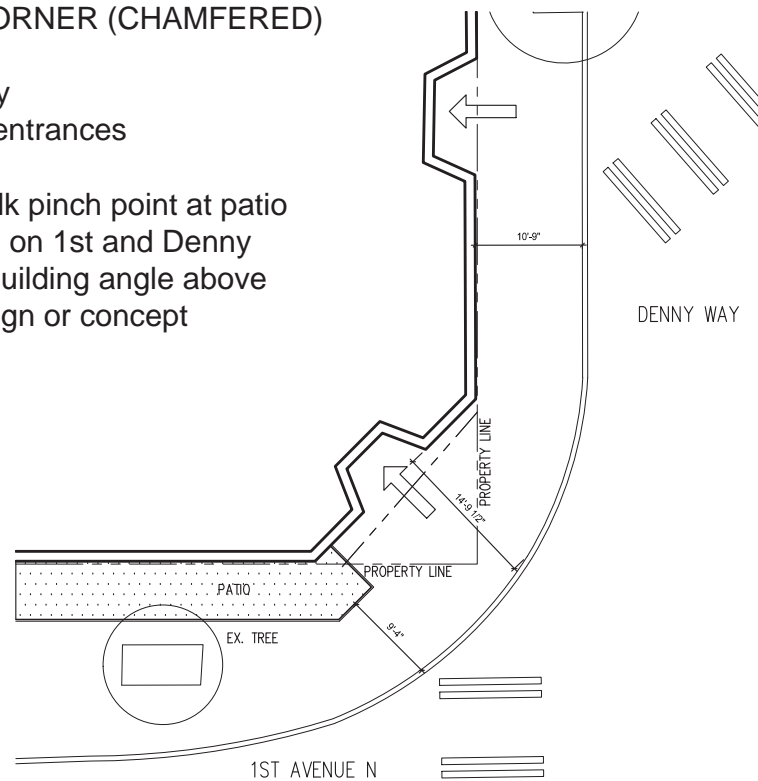 ORNER (CHAMFERED)
y
entrances
lk pinch point at patio
on 1st and Denny
uilding angle above
ign or concept
10'-9"
DENNY WAY
PROPERTY LINE
14'-9 1/2"
PROPERTY LINE
PATIO
9'-4"
EX. TREE
1ST AVENUE N